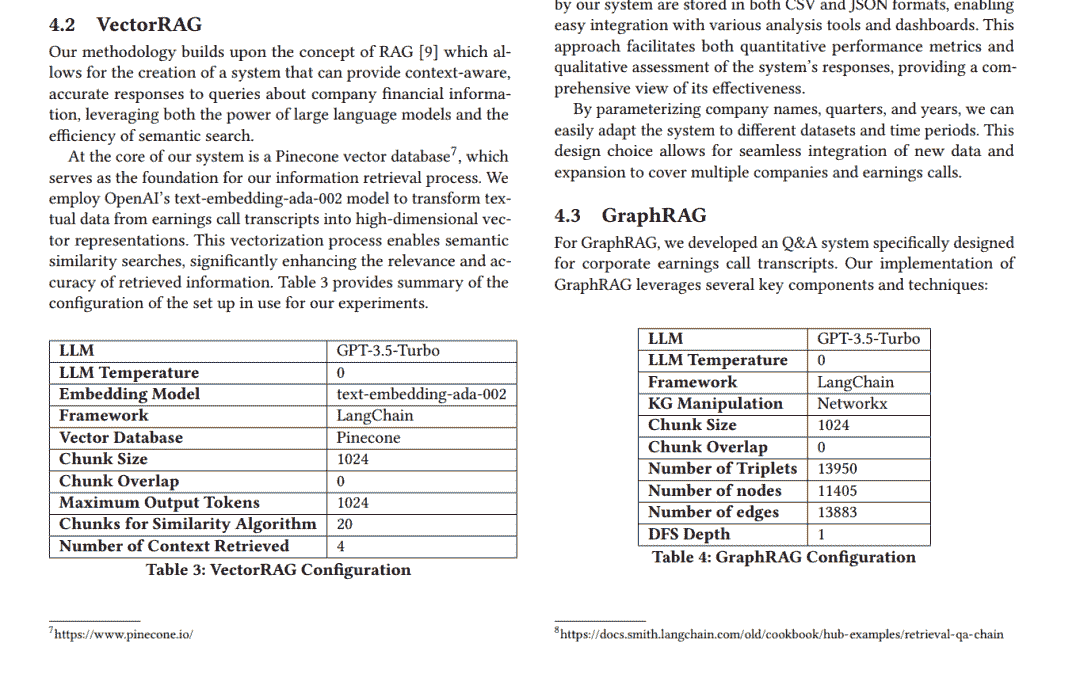 4.2 VectorRAG
Our methodology builds upon the concept of RAG [9] which al-
lows for the creation of a system that can provide context-aware,
accurate responses to queries about company financial informa-
tion, leveraging both the power of large language models and the
efficiency of semantic search.
At the core of our system is a Pinecone vector database7, which
serves as the foundation for our information retrieval process. We
employ OpenAI's text-embedding-ada-002 model to transform tex-
tual data from earnings call transcripts into high-dimensional vec-
tor representations. This vectorization process enables semantic
similarity searches, significantly enhancing the relevance and ac-
curacy of retrieved information. Table 3 provides summary of the
configuration of the set up in use for our experiments.
LLM GPT-3.5-Turbo
LLM Temperature 0
Embedding Model text-embedding-ada-002
Framework LangChain
Vector Database Pinecone
Chunk Size 1024
Chunk Overlap 0
Maximum Output Tokens 1024
Chunks for Similarity Algorithm 20
Number of Context Retrieved 4
Table 3: VectorRAG Configuration
7https://www.pinecone.io/
by our system are stored in both CSV and JSON formats, enabling
easy integration with various analysis tools and dashboards. This
approach facilitates both quantitative performance metrics and
qualitative assessment of the system's responses, providing a com-
prehensive view of its effectiveness.
By parameterizing company names, quarters, and years, we can
easily adapt the system to different datasets and time periods. This
design choice allows for seamless integration of new data and
expansion to cover multiple companies and earnings calls.
4.3 GraphRAG
For GraphRAG, we developed an Q&A system specifically designed
for corporate earnings call transcripts. Our implementation of
GraphRAG leverages several key components and techniques:
LLM GPT-3.5-Turbo
LLM Temperature 0
Framework LangChain
KG Manipulation Networkx
Chunk Size 1024
Chunk Overlap 0
Number of Triplets 13950
Number of nodes 11405
Number of edges 13883
DFS Depth 1
Table 4: GraphRAG Configuration
8https://docs.smith.langchain.com/old/cookbook/hub-examples/retrieval-qa-chain